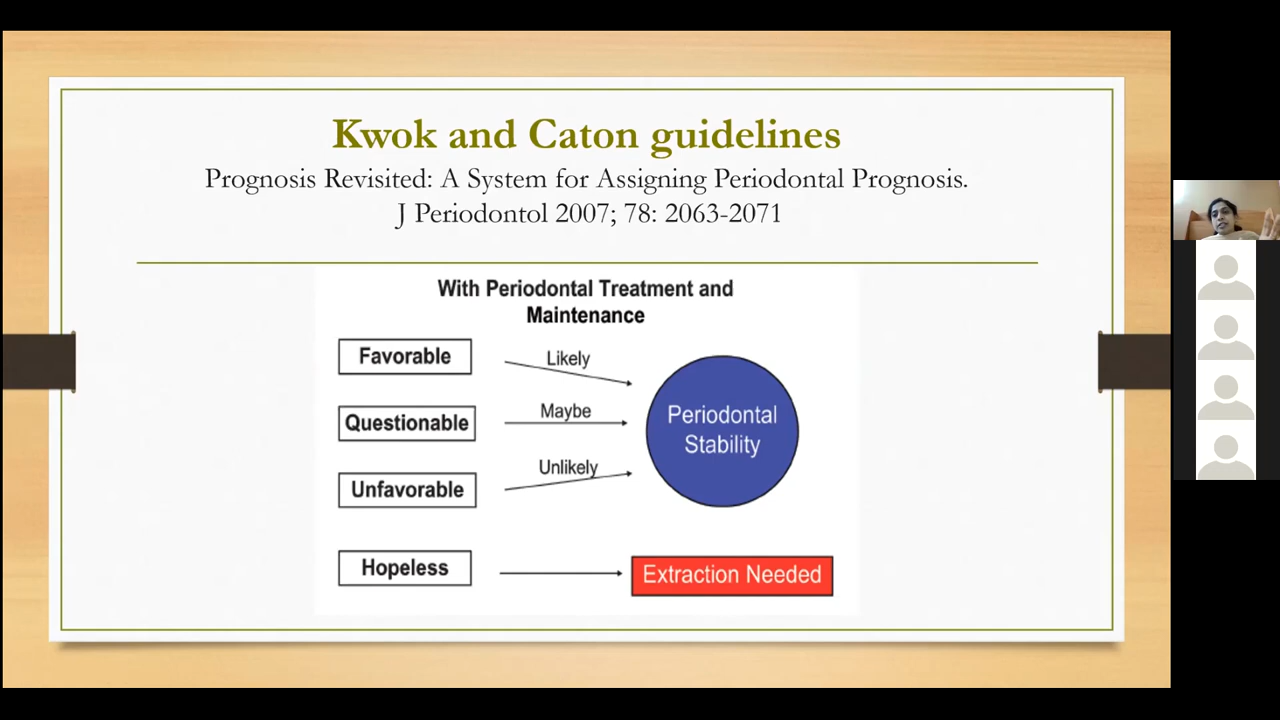 Kwok and Caton guidelines
Prognosis Revisited: A System for Assigning Periodontal Prognosis.
J Periodontol 2007; 78: 2063-2071
With Periodontal Treatment and
Maintenance
Favorable
Likely
Questionable
Maybe
Unfavorable
Unlikely
Periodontal
Stability
Hopeless
Extraction Needed